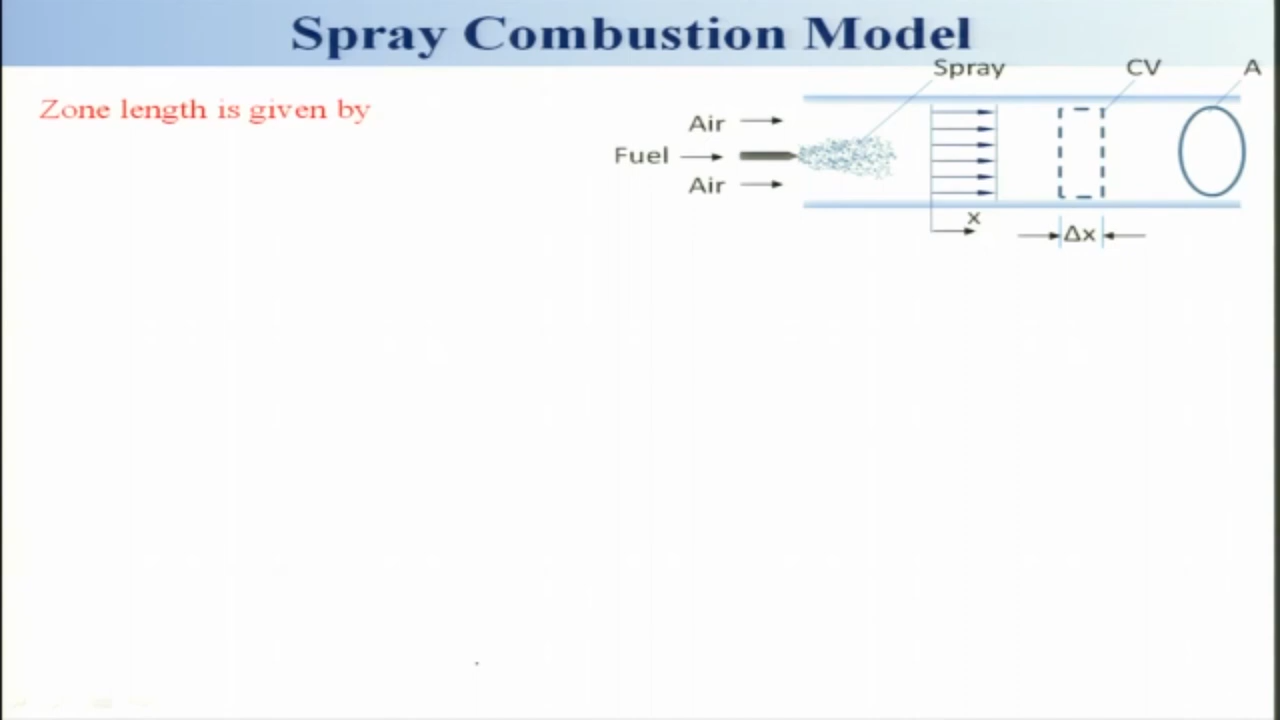 Spray Combustion Model
Zone length is given by
Spray
CV
A
Air
Fuel
Air
x
Δx